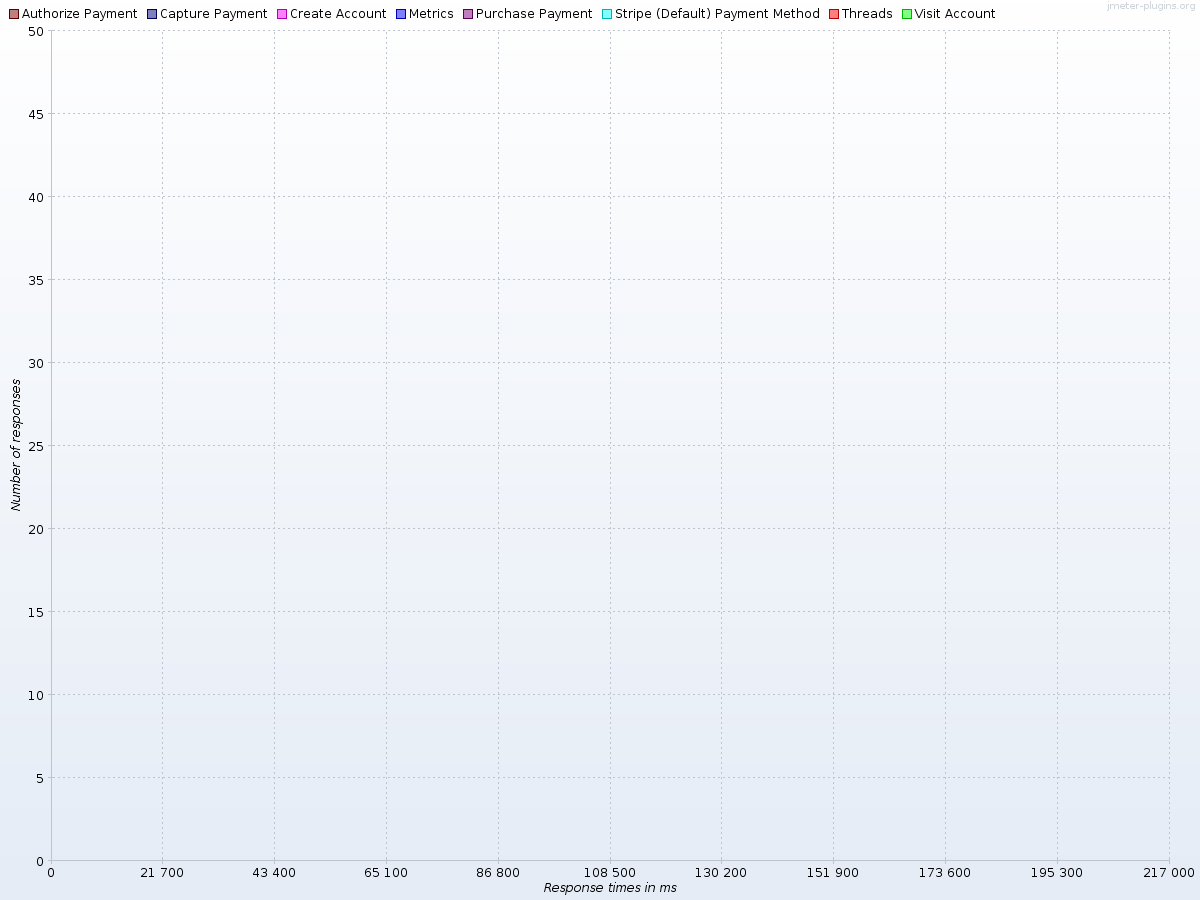 jmeter-plugins.org
Authorize Payment Capture Payment Create Account Metrics Purchase Payment Stripe (Default) Payment Method Threads Visit Account
50
45
40
35
30
25
20
15
10
5
0
Number of responses
0 21 700 43 400 65 100 86 800 108 500 130 200 151 900 173 600 195 300 217 000
Response times in ms